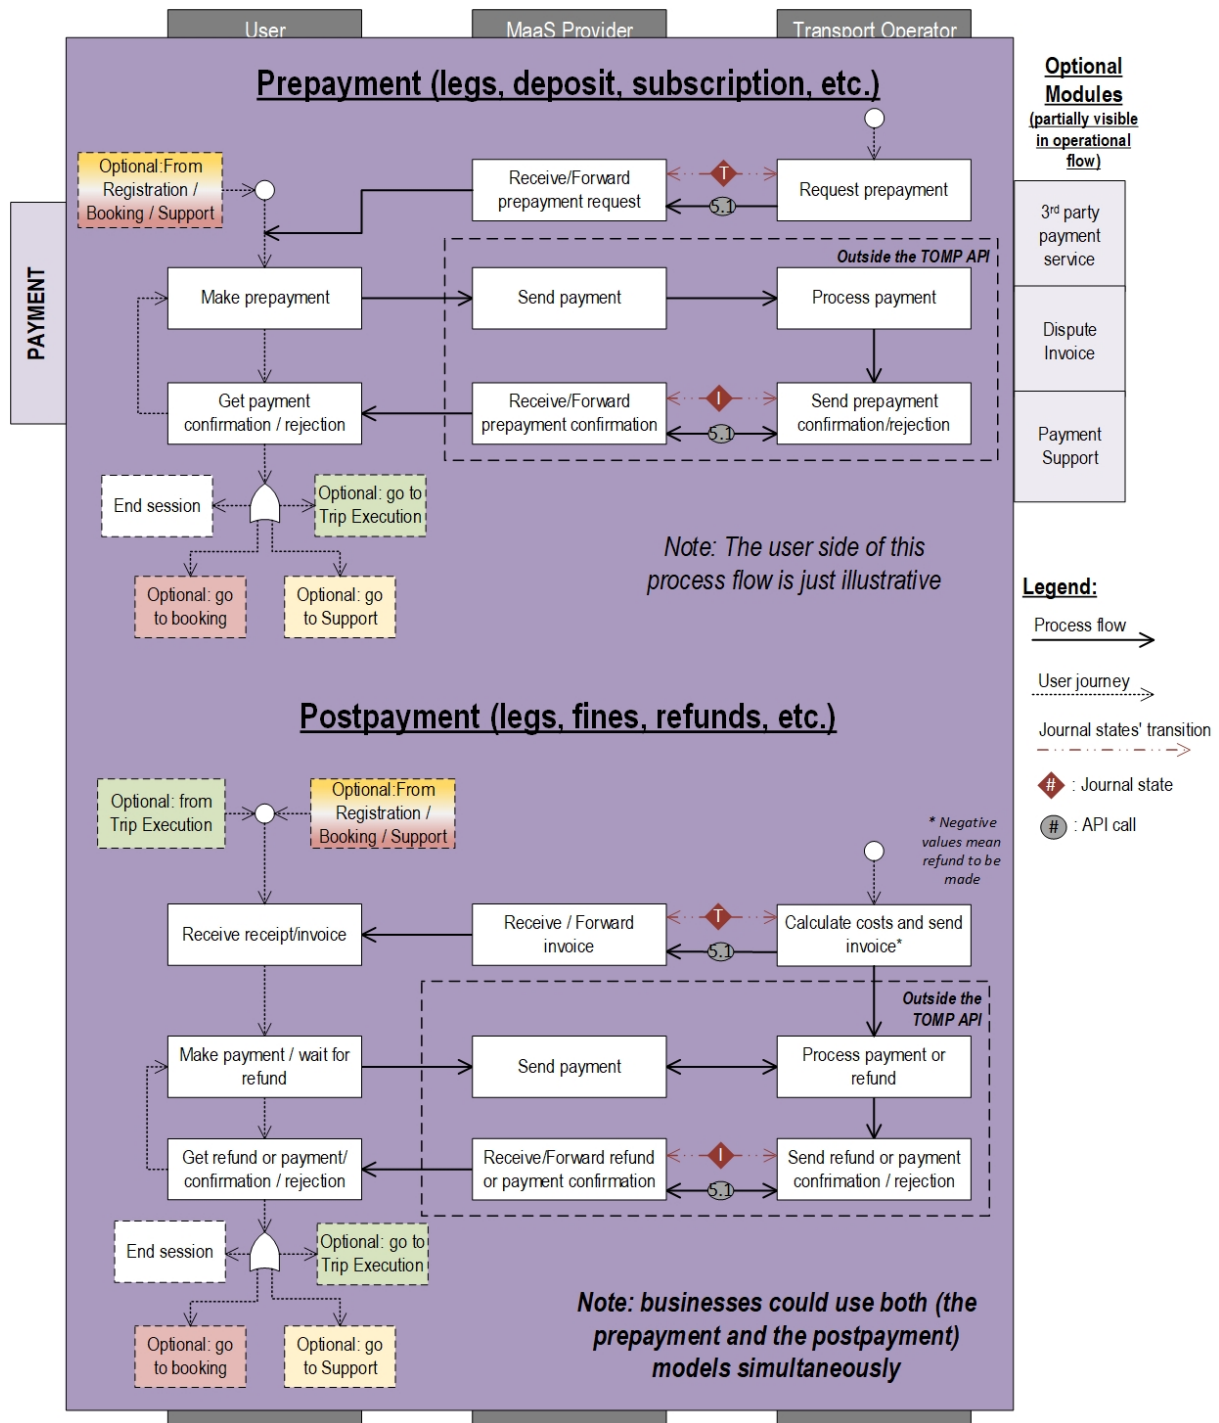 User
MaaS Provider
Transport Operator
Prepayment (legs, deposit, subscription, etc.)
Optional
Modules
(partially visible
in operational
flow)
Optional:From
Registration /
Booking / Support
Receive/Forward
prepayment request
T
5.1
Request prepayment
3rd party
payment
service
Dispute
Invoice
Payment
Support
PAYMENT
Outside the TOMP API
Make prepayment
Send payment
Process payment
Get payment
confirmation / rejection
Receive/Forward
prepayment confirmation
I
5.1
Send prepayment
confirmation/rejection
End session
Optional: go to
Trip Execution
Optional: go
to booking
Optional: go
to Support
Note: The user side of this
process flow is just illustrative
Legend:
Process flow
User journey
Journal states' transition
# : Journal state
# : API call
Postpayment (legs, fines, refunds, etc.)
Optional: from
Trip Execution
Optional:From
Registration /
Booking / Support
* Negative
values mean
refund to be
made
Receive receipt/invoice
Receive / Forward
invoice
T
5.1
Calculate costs and send
invoice*
Outside the
TOMP API
Make payment / wait for
refund
Send payment
Process payment or
refund
Get refund or payment/
confirmation / rejection
Receive/Forward refund
or payment confirmation
I
5.1
Send refund or payment
confrimation / rejection
End session
Optional: go to
Trip Execution
Optional: go
to booking
Optional: go
to Support
Note: businesses could use both (the
prepayment and the postpayment)
models simultaneously